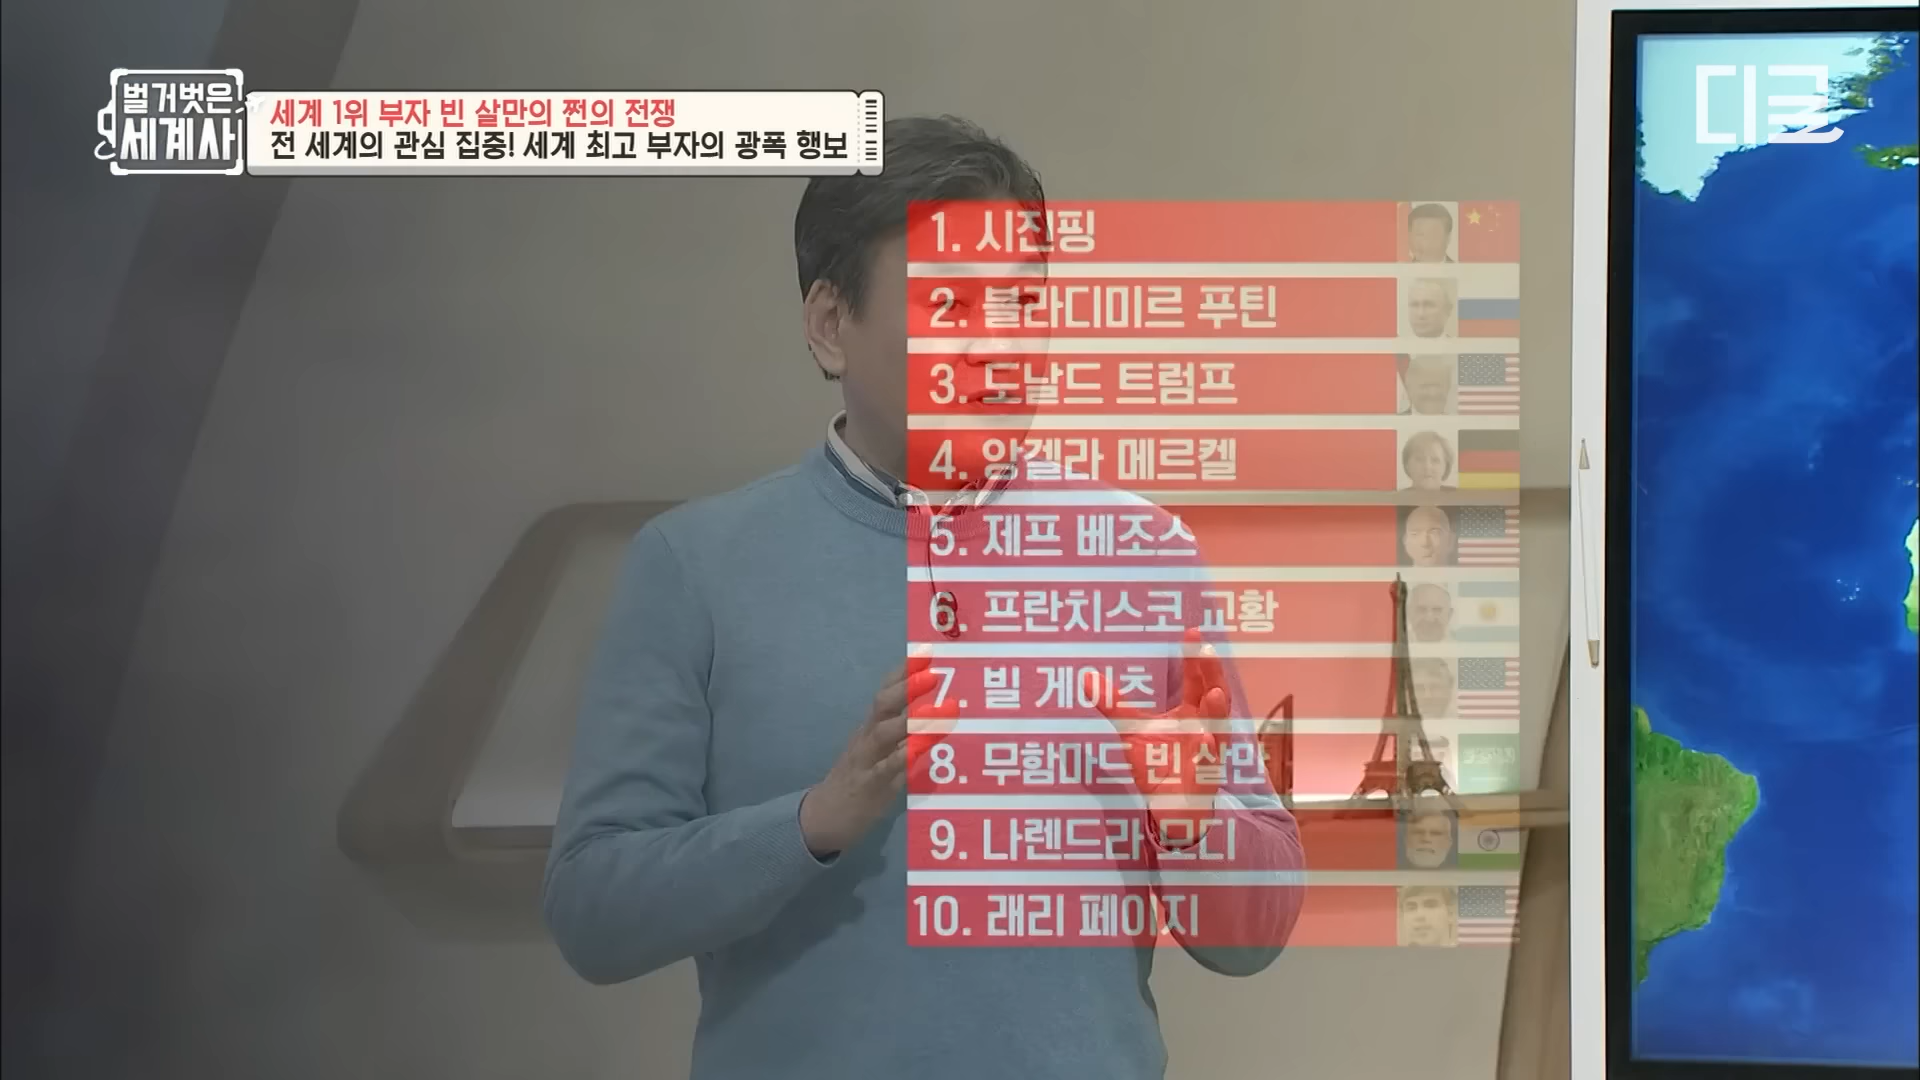 벌거벗은
세계사
세계 1위 부자 빈 살만의 쩐의 전쟁
전 세계의 관심 집중! 세계 최고 부자의 광폭 행보
디글
1. 시진핑
2. 블라디미르 푸틴
3. 도날드 트럼프
4. 앙겔라 메르켈
5. 제프 베조스
6. 프란치스코 교황
7. 빌 게이츠
8. 무함마드 빈 살만
9. 나렌드라 모디
10. 래리 페이지